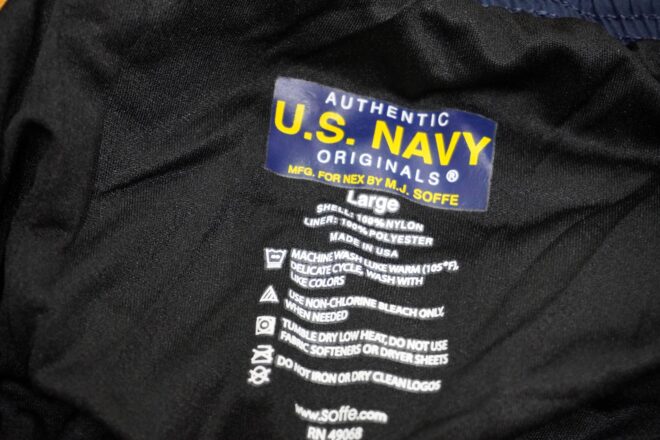 AUTHENTIC
U.S. NAVY
ORIGINALS®
MFG. FOR NEX BY M.J. SOFFE
Large
SHELL: 100% NYLON
LINER: 100% POLYESTER
MADE IN USA
MACHINE WASH LUKE WARM (105°F),
DELICATE CYCLE, WASH WITH
LIKE COLORS
USE NON-CHLORINE BLEACH ONLY,
WHEN NEEDED
TUMBLE DRY LOW HEAT, DO NOT USE
FABRIC SOFTENERS OR DRYER SHEETS
DO NOT IRON OR DRY CLEAN LOGOS
www.soffe.com
RN 49068